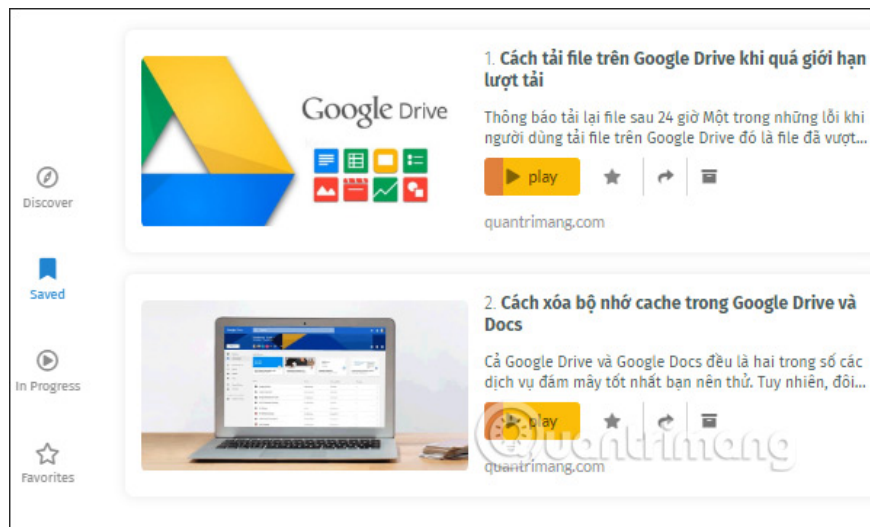 Discover
Saved
In Progress
Favorites
Google Drive
1. Cách tải file trên Google Drive khi quá giới hạn
lượt tải
Thông báo tải lại file sau 24 giờ Một trong những lỗi khi
người dùng tải file trên Google Drive đó là file đã vượt...
play
quantrimang.com
2. Cách xóa bộ nhớ cache trong Google Drive và
Docs
Cả Google Drive và Google Docs đều là hai trong số các
dịch vụ đám mây tốt nhất bạn nên thử. Tuy nhiên, đôi...
play
quantrimang.com
Quantrimang